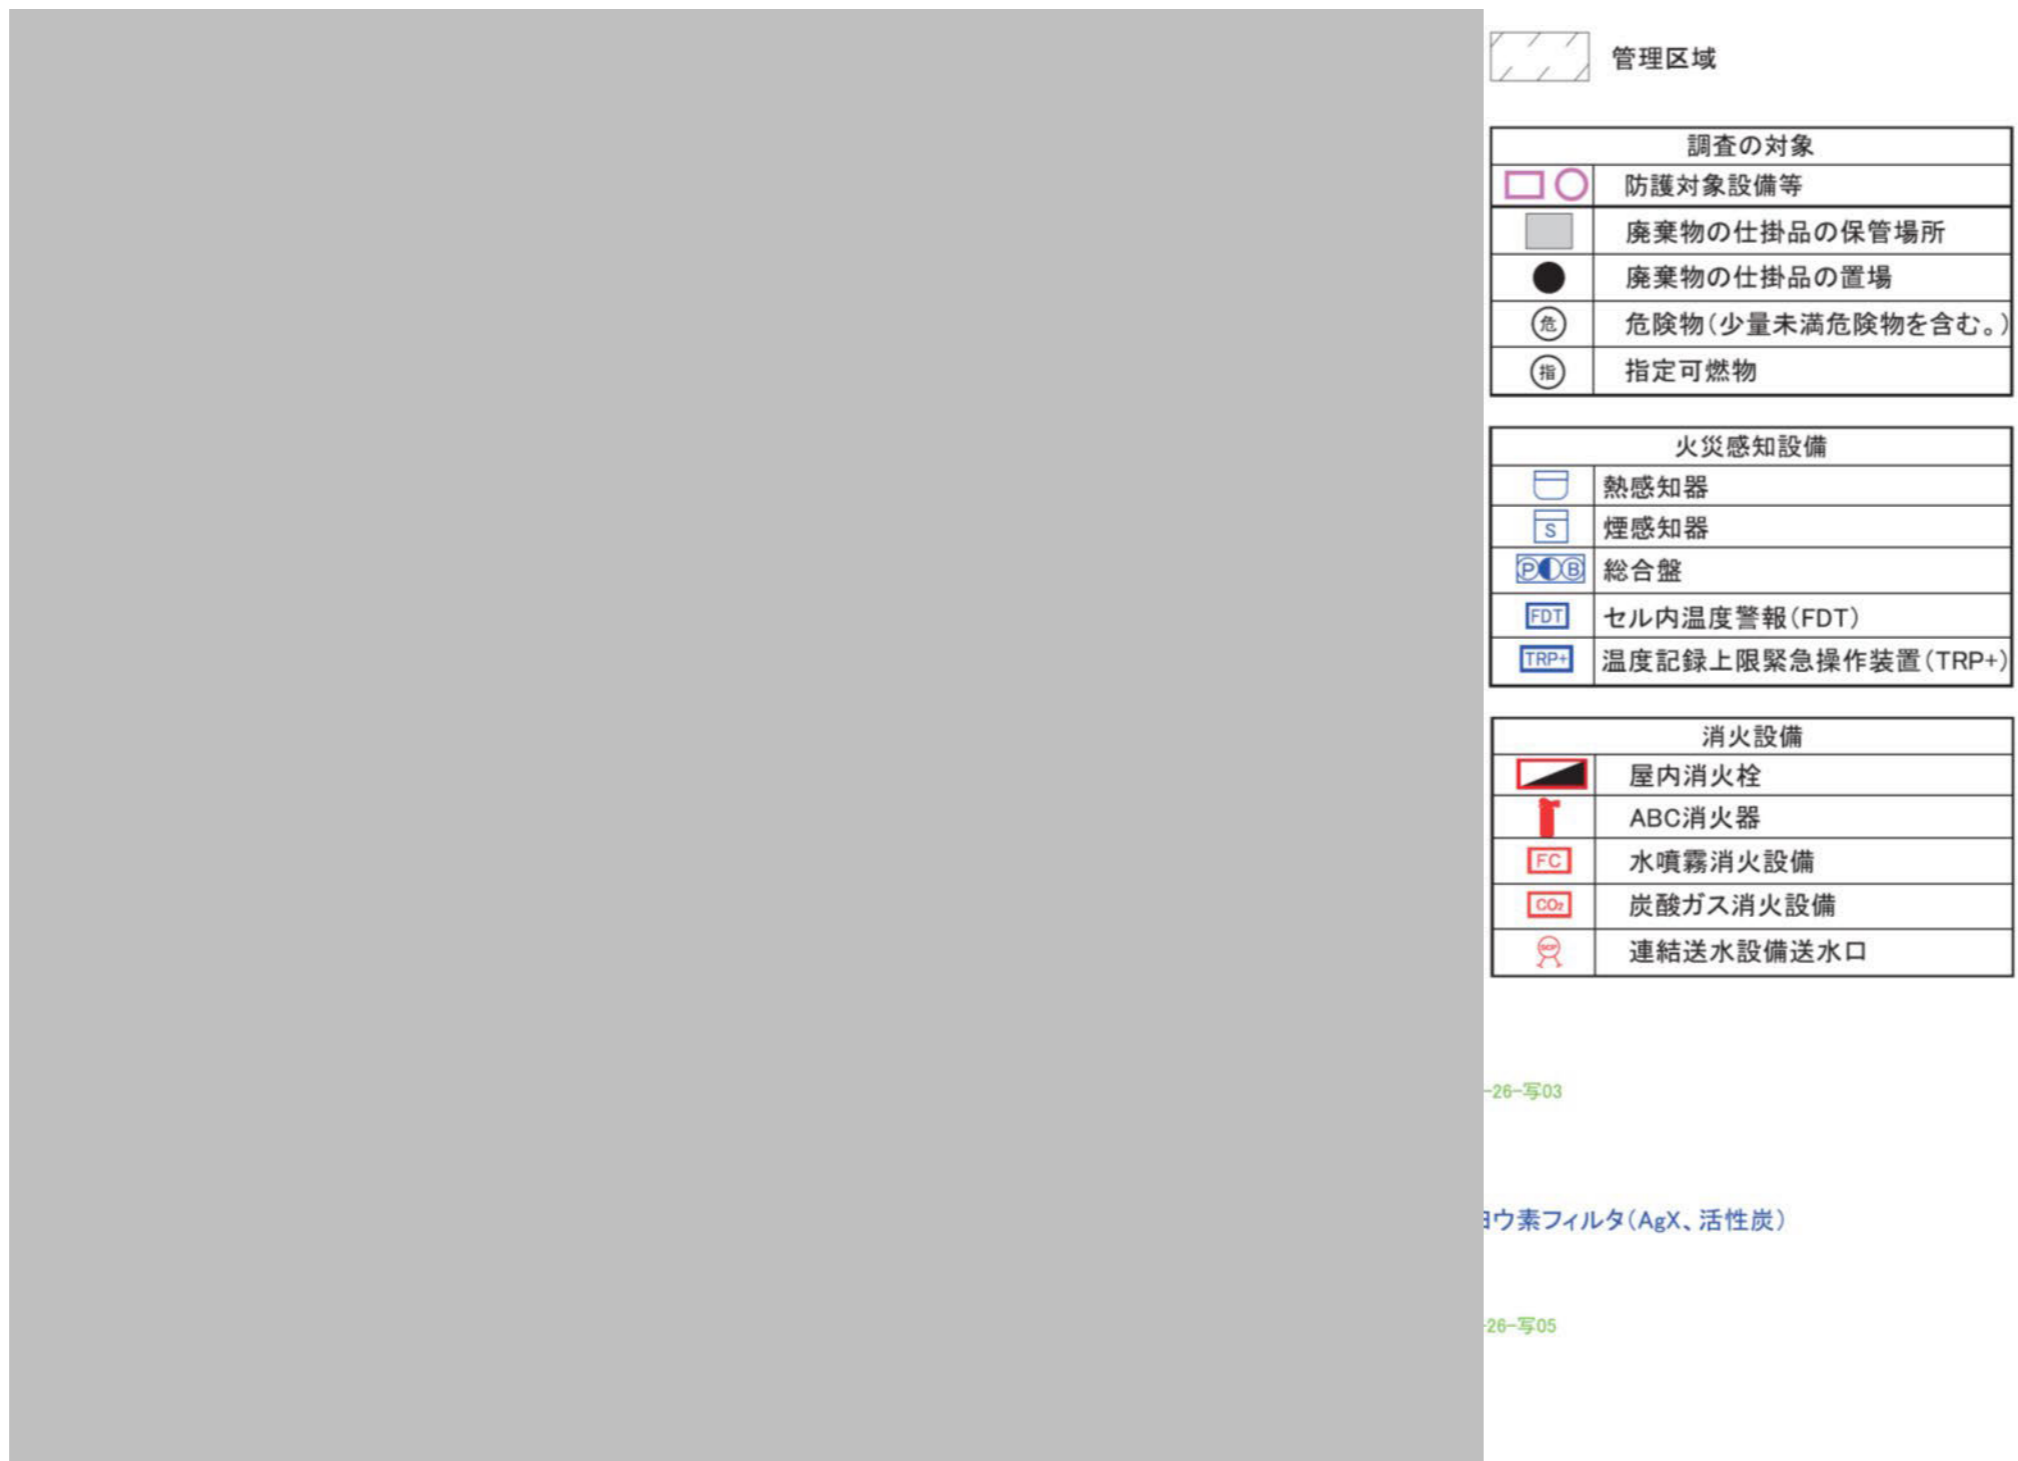 管理区域
調査の対象
防護対象設備等
廃棄物の仕掛品の保管場所
廃棄物の仕掛品の置場
危 危険物(少量未満危険物を含む。)
指 指定可燃物
火災感知設備
熱感知器
S 煙感知器
P B 総合盤
FDT セル内温度警報(FDT)
TRP+ 温度記録上限緊急操作装置(TRP+)
消火設備
屋内消火栓
ABC消火器
FC 水噴霧消火設備
CO₂ 炭酸ガス消火設備
連結送水設備送水口
-26-写03
ヨウ素フィルタ(AgX、活性炭)
-26-写05